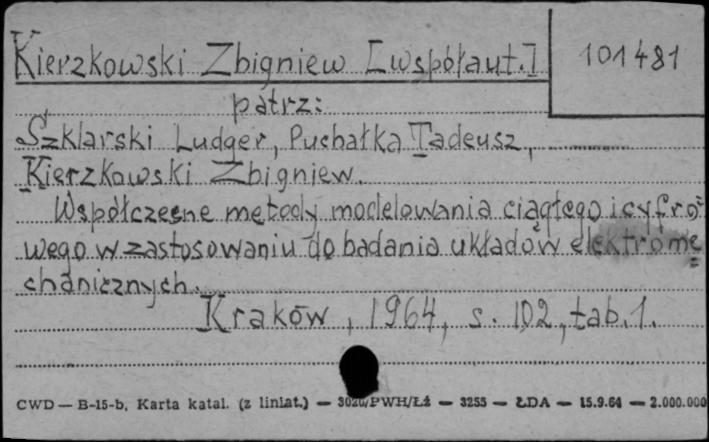 Kierzkowski Zbigniew [współaut.]
101481
patrz:
Szklarski Ludger, Puchałka Tadeusz,
Kierzkowski Zbigniew.
Współczesne metody modelowania ciągłego i cyfro=
wego w zastosowaniu do badania układów elektrome=
chanicznych.
Kraków, 1964, s. 102, tab. 1.
CWD — B-15-b, Karta katal. (z liniat.) — /PWH/Łż — 3255 — ŁDA — 15.9.64 — 2.000.000